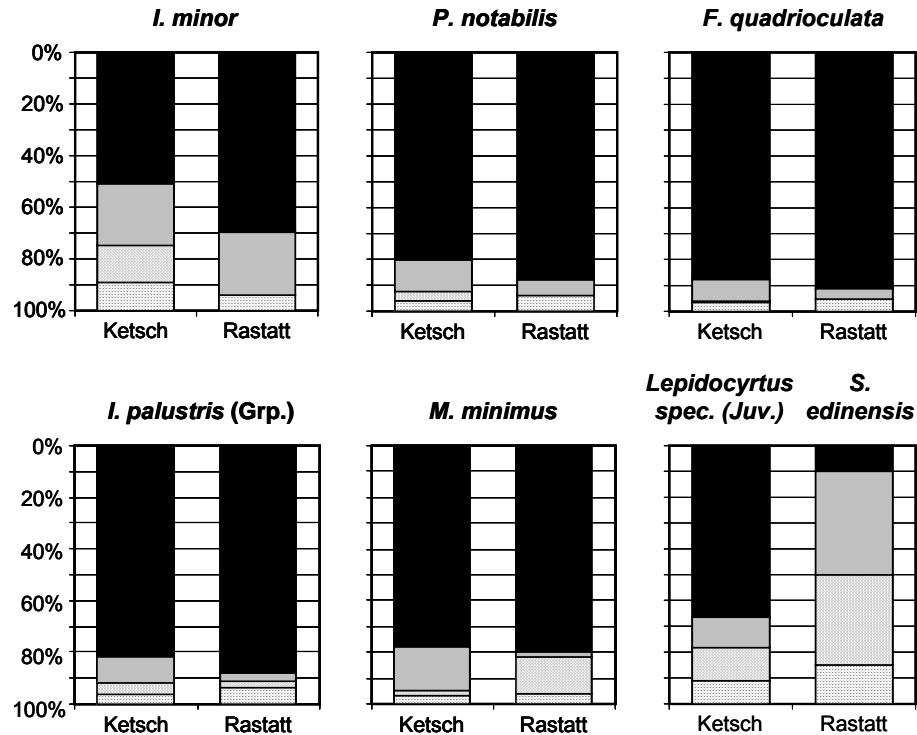 I. minor
P. notabilis
F. quadrioculata
0%
20%
40%
60%
80%
100%
Ketsch Rastatt
Ketsch Rastatt
Ketsch Rastatt
I. palustris (Grp.)
M. minimus
Lepidocyrtus
spec. (Juv.)
S.
edinensis
0%
20%
40%
60%
80%
100%
Ketsch Rastatt
Ketsch Rastatt
Ketsch Rastatt